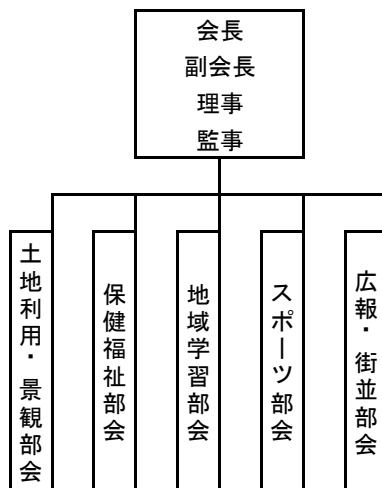 会長
副会長
理事
監事
土地利用・景観部会
保健福祉部会
地域学習部会
スポーツ部会
広報・街並部会